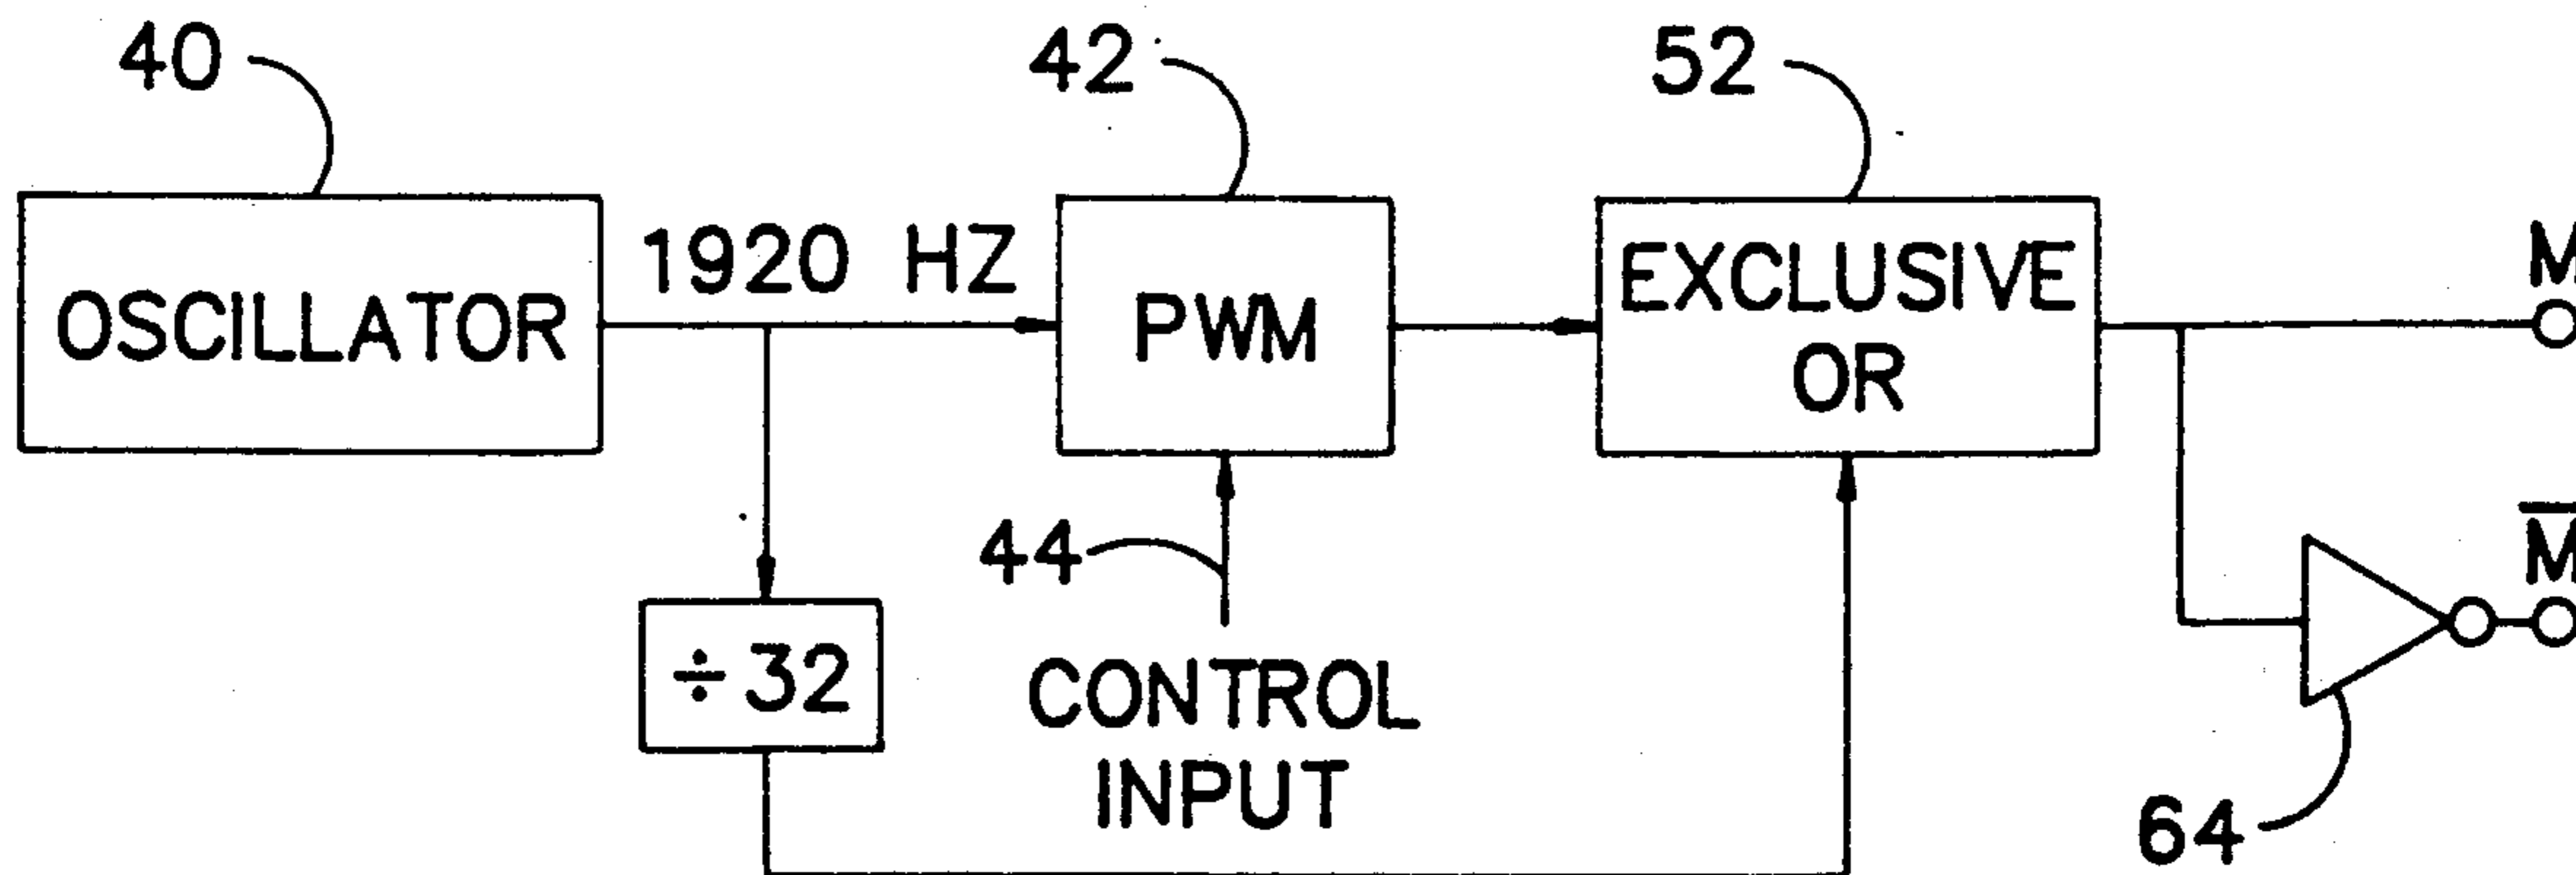 40
42
52
1920 HZ
OSCILLATOR
PWM
EXCLUSIVE
OR
M
44
M̅
÷32
CONTROL
INPUT
64